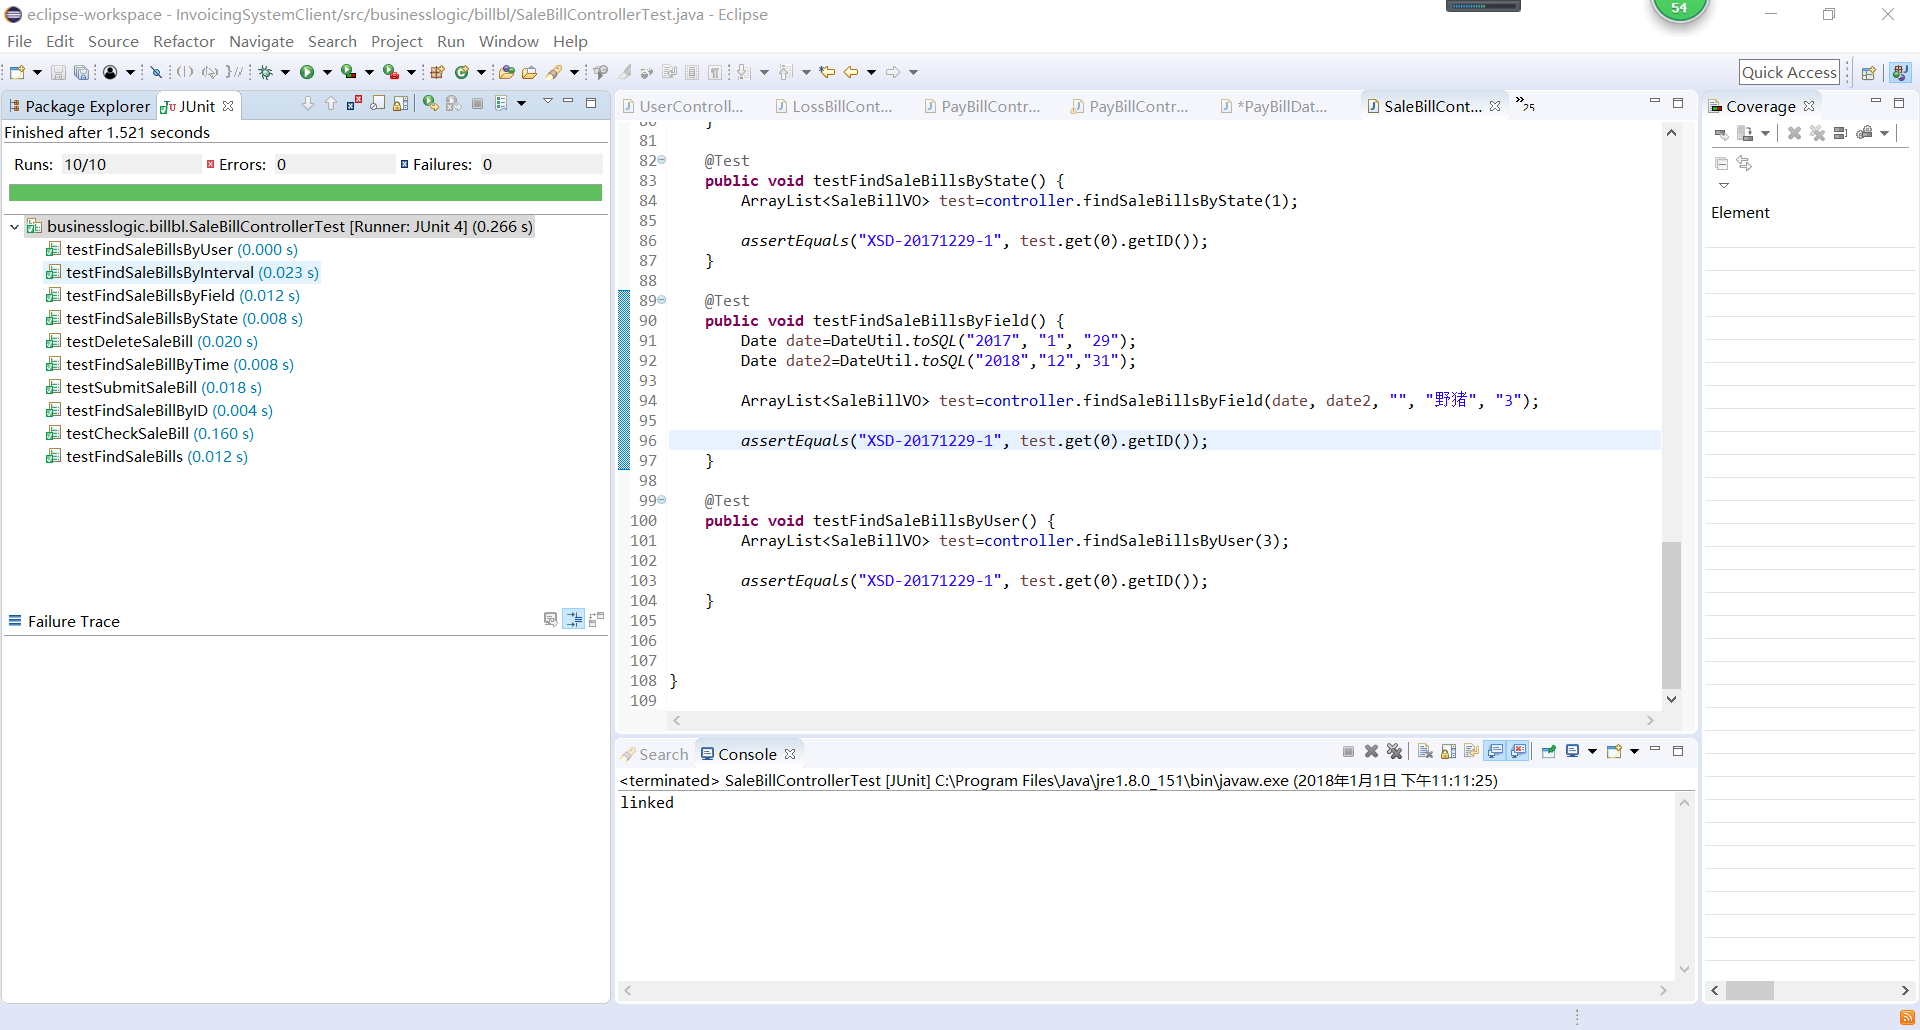 eclipse-workspace - InvoicingSystemClient/src/businesslogic/billbl/SaleBillControllerTest.java - Eclipse
54
File Edit Source Refactor Navigate Search Project Run Window Help
Quick Access
Package Explorer
JUnit
Finished after 1.521 seconds
Runs: 10/10 Errors: 0 Failures: 0
businesslogic.billbl.SaleBillControllerTest [Runner: JUnit 4] (0.266 s)
testFindSaleBillsByUser (0.000 s)
testFindSaleBillsByInterval (0.023 s)
testFindSaleBillsByField (0.012 s)
testFindSaleBillsByState (0.008 s)
testDeleteSaleBill (0.020 s)
testFindSaleBillByTime (0.008 s)
testSubmitSaleBill (0.018 s)
testFindSaleBillByID (0.004 s)
testCheckSaleBill (0.160 s)
testFindSaleBills (0.012 s)
Failure Trace
UserControll... LossBillCont... PayBillContr... PayBillContr... *PayBillDat... SaleBillCont... »25
80 }
81
82 @Test
83 public void testFindSaleBillsByState() {
84 ArrayList<SaleBillVO> test=controller.findSaleBillsByState(1);
85
86 assertEquals("XSD-20171229-1", test.get(0).getID());
87 }
88
89 @Test
90 public void testFindSaleBillsByField() {
91 Date date=DateUtil.toSQL("2017", "1", "29");
92 Date date2=DateUtil.toSQL("2018","12","31");
93
94 ArrayList<SaleBillVO> test=controller.findSaleBillsByField(date, date2, "", "野猪", "3");
95
96 assertEquals("XSD-20171229-1", test.get(0).getID());
97 }
98
99 @Test
100 public void testFindSaleBillsByUser() {
101 ArrayList<SaleBillVO> test=controller.findSaleBillsByUser(3);
102
103 assertEquals("XSD-20171229-1", test.get(0).getID());
104 }
105
106
107
108 }
109
Search Console
<terminated> SaleBillControllerTest [JUnit] C:\Program Files\Java\jre1.8.0_151\bin\javaw.exe (2018年1月1日 下午11:11:25)
linked
Coverage
Element